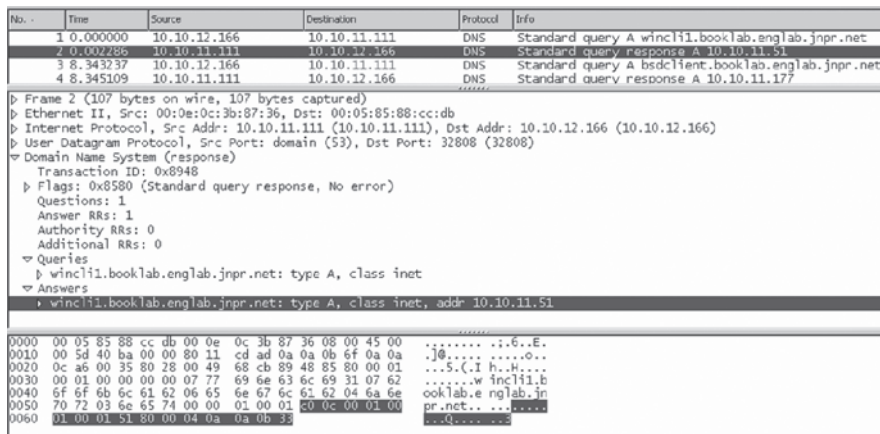 No. - Time Source Destination Protocol Info
1 0.000000 10.10.12.166 10.10.11.111 DNS Standard query A wincli1.booklab.englab.jnpr.net
2 0.002286 10.10.11.111 10.10.12.166 DNS Standard query response A 10.10.11.51
3 8.343237 10.10.12.166 10.10.11.111 DNS Standard query A bsdclient.booklab.englab.jnpr.net
4 8.345109 10.10.11.111 10.10.12.166 DNS Standard query response A 10.10.11.177
Frame 2 (107 bytes on wire, 107 bytes captured)
Ethernet II, Src: 00:0e:0c:3b:87:36, Dst: 00:05:85:88:cc:db
Internet Protocol, Src Addr: 10.10.11.111 (10.10.11.111), Dst Addr: 10.10.12.166 (10.10.12.166)
User Datagram Protocol, Src Port: domain (53), Dst Port: 32808 (32808)
Domain Name System (response)
Transaction ID: 0x8948
Flags: 0x8580 (Standard query response, No error)
Questions: 1
Answer RRs: 1
Authority RRs: 0
Additional RRs: 0
Queries
wincli1.booklab.englab.jnpr.net: type A, class inet
Answers
wincli1.booklab.englab.jnpr.net: type A, class inet, addr 10.10.11.51
0000 00 05 85 88 cc db 00 0e 0c 3b 87 36 08 00 45 00 ........ .;.6..E.
0010 00 5d 40 ba 00 00 80 11 cd ad 0a 0a 0b 6f 0a 0a .]@..... .....o..
0020 0c a6 00 35 80 28 00 49 68 cb 89 48 85 80 00 01 ...5.(.I h..H....
0030 00 01 00 00 00 00 07 77 69 6e 63 6c 69 31 07 62 .......w incli1.b
0040 6f 6f 6b 6c 61 62 06 65 6e 67 6c 61 62 04 6a 6e ooklab.e nglab.jn
0050 70 72 03 6e 65 74 00 00 01 00 01 c0 0c 00 01 00 pr.net.. ........
0060 01 00 01 51 80 00 04 0a 0a 0b 33 ...Q.... ..3